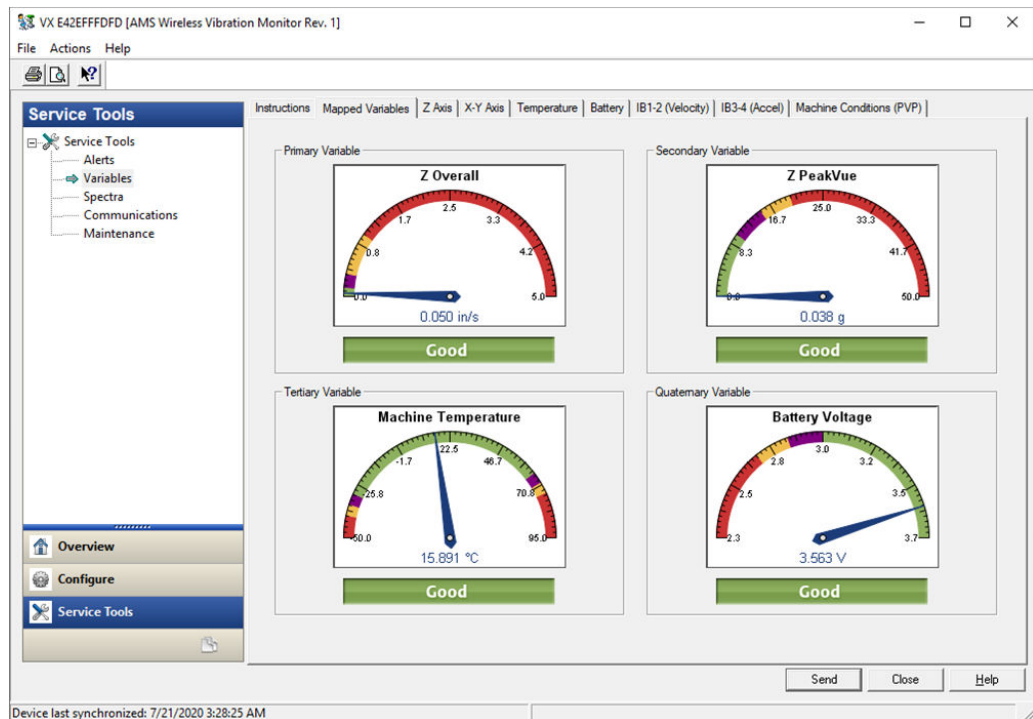 VX E42EFFFDFD [AMS Wireless Vibration Monitor Rev. 1]
File Actions Help
Service Tools
Service Tools
Alerts
Variables
Spectra
Communications
Maintenance
Overview
Configure
Service Tools
Instructions Mapped Variables Z Axis X-Y Axis Temperature Battery IB1-2 (Velocity) IB3-4 (Accel) Machine Conditions (PVP)
Primary Variable
Z Overall
0.0 0.8 1.7 2.5 3.3 4.2 5.0
0.050 in/s
Good
Secondary Variable
Z PeakVue
0.0 8.3 16.7 25.0 33.3 41.7 50.0
0.038 g
Good
Tertiary Variable
Machine Temperature
-50.0 -25.8 -1.7 22.5 46.7 70.8 95.0
15.891 °C
Good
Quaternary Variable
Battery Voltage
2.3 2.5 2.8 3.0 3.2 3.5 3.7
3.563 V
Good
Send Close Help
Device last synchronized: 7/21/2020 3:28:25 AM